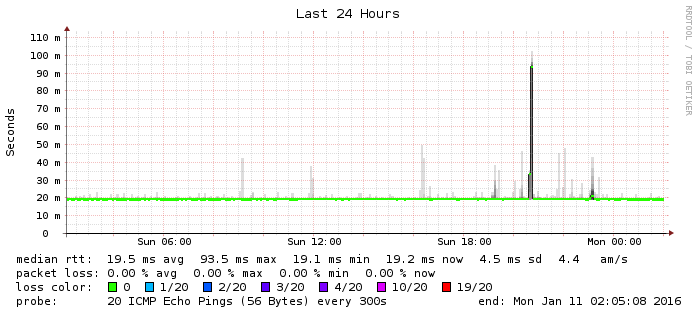 Last 24 Hours
RRDTOOL / TOBI OETIKER
Seconds
110 m
100 m
90 m
80 m
70 m
60 m
50 m
40 m
30 m
20 m
10 m
0 m
Sun 06:00 Sun 12:00 Sun 18:00 Mon 00:00
median rtt: 19.5 ms avg 93.5 ms max 19.1 ms min 19.2 ms now 4.5 ms sd 4.4 am/s
packet loss: 0.00 % avg 0.00 % max 0.00 % min 0.00 % now
loss color: 0 1/20 2/20 3/20 4/20 10/20 19/20
probe: 20 ICMP Echo Pings (56 Bytes) every 300s end: Mon Jan 11 02:05:08 2016